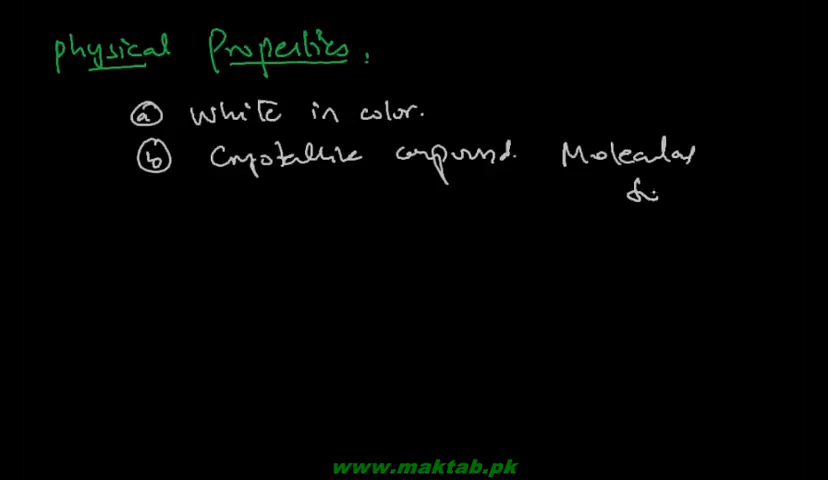 physical Properties.
(a) White in color.
(b) Crystalline compound. Molecular
www.maktab.pk